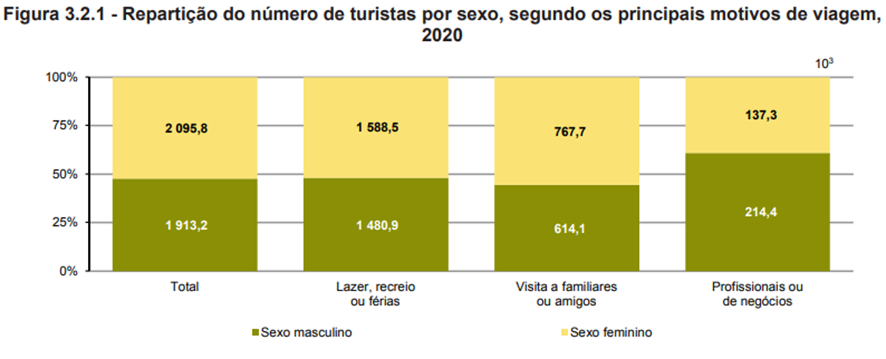 Figura 3.2.1 - Repartição do número de turistas por sexo, segundo os principais motivos de viagem,
2020
10³
100%
75%
50%
25%
0%
2 095,8
1 588,5
767,7
137,3
1 913,2
1 480,9
614,1
214,4
Total
Lazer, recreio
ou férias
Visita a familiares
ou amigos
Profissionais ou
de negócios
Sexo masculino
Sexo feminino